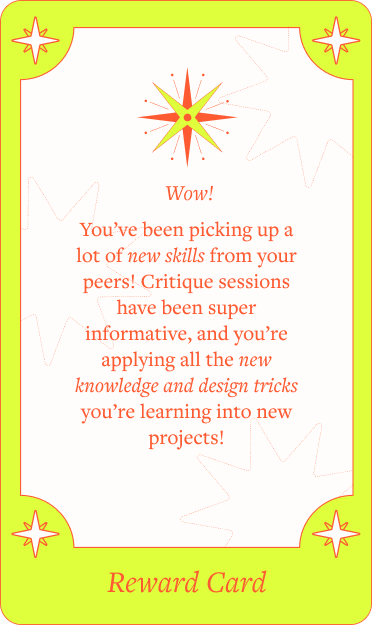 Wow!
You’ve been picking up a
lot of new skills from your
peers! Critique sessions
have been super
informative, and you’re
applying all the new
knowledge and design tricks
you’re learning into new
projects!
Reward Card